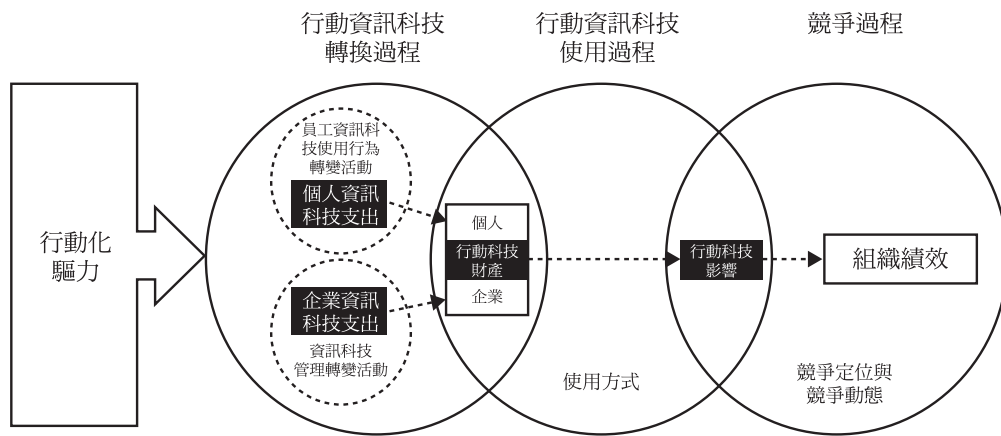 行動資訊科技
轉換過程
行動資訊科技
使用過程
競爭過程
行動化
驅力
員工資訊科
技使用行為
轉變活動
個人資訊
科技支出
企業資訊
科技支出
資訊科技
管理轉變活動
個人
行動科技
財產
企業
使用方式
行動科技
影響
組織績效
競爭定位與
競爭動態